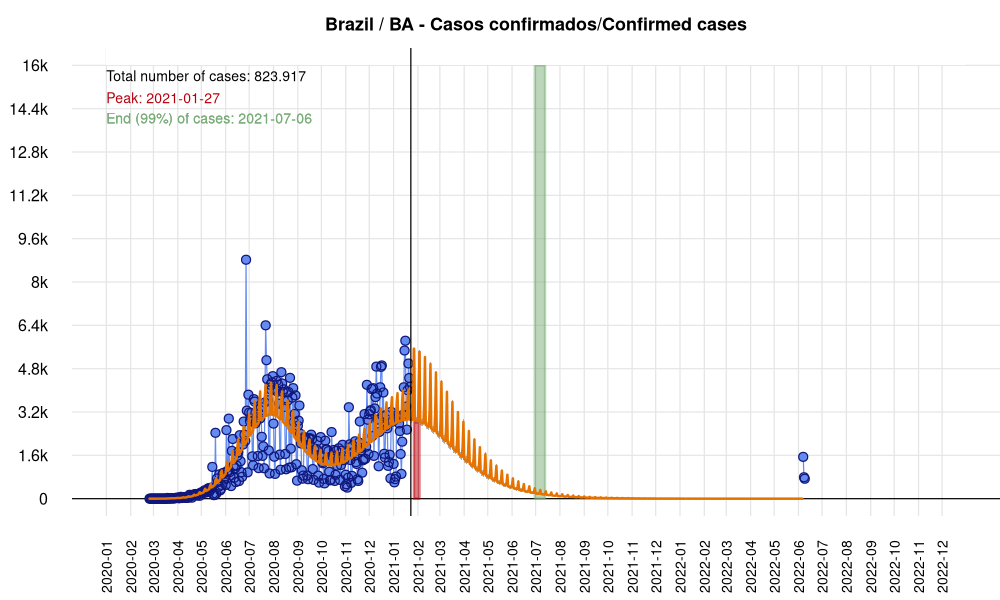 Brazil / BA - Casos confirmados/Confirmed cases
Total number of cases: 823.917
Peak: 2021-01-27
End (99%) of cases: 2021-07-06
16k
14.4k
12.8k
11.2k
9.6k
8k
6.4k
4.8k
3.2k
1.6k
0
2020-01
2020-02
2020-03
2020-04
2020-05
2020-06
2020-07
2020-08
2020-09
2020-10
2020-11
2020-12
2021-01
2021-02
2021-03
2021-04
2021-05
2021-06
2021-07
2021-08
2021-09
2021-10
2021-11
2021-12
2022-01
2022-02
2022-03
2022-04
2022-05
2022-06
2022-07
2022-08
2022-09
2022-10
2022-11
2022-12